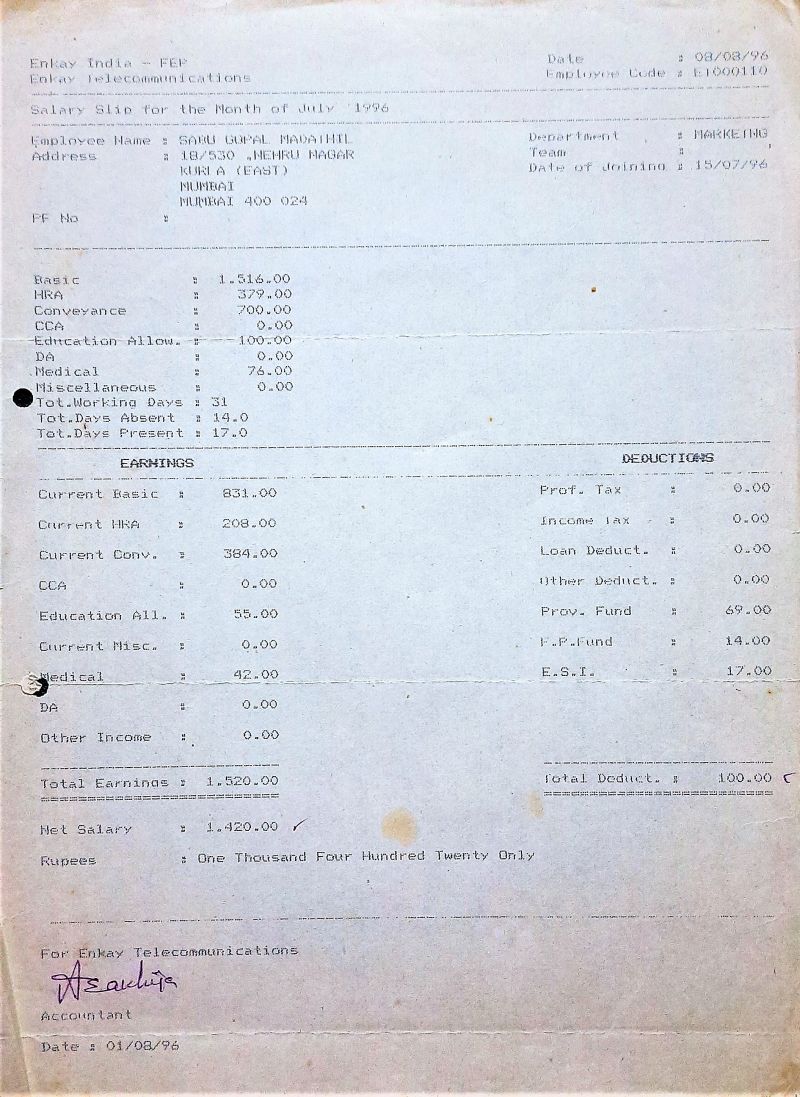 Enkay India - FEP
Enkay Telecommunications
Date : 08/08/96
Employee Code : ET000110
Salary Slip for the Month of July '1996
Employee Name : SABU GOPAL MADATHIL
Address : 18/530 ,NEHRU NAGAR
KURLA (EAST)
MUMBAI
MUMBAI 400 024
PF No :
Department : MARKEING
Team :
Date of Joining : 15/07/96
Basic : 1,516.00
HRA : 379.00
Conveyance : 700.00
CCA : 0.00
Education Allow. : 100.00
DA : 0.00
Medical : 76.00
Miscellaneous : 0.00
Tot.Working Days : 31
Tot.Days Absent : 14.0
Tot.Days Present : 17.0
EARNINGS
Current Basic : 831.00
Current HRA : 208.00
Current Conv. : 384.00
CCA : 0.00
Education All. : 55.00
Current Misc. : 0.00
Medical 42.00
DA : 0.00
Other Income : 0.00
Total Earnings : 1,520.00
DEDUCTIONS
Prof. Tax : 0.00
Income Tax : 0.00
Loan Deduct. : 0.00
Other Deduct. : 0.00
Prov. Fund : 69.00
F.P.Fund : 14.00
E.S.I. : 17.00
Total Deduct. : 100.00
Net Salary : 1,420.00
Rupees : One Thousand Four Hundred Twenty Only
For Enkay Telecommunications
Accountant
Date : 01/08/96